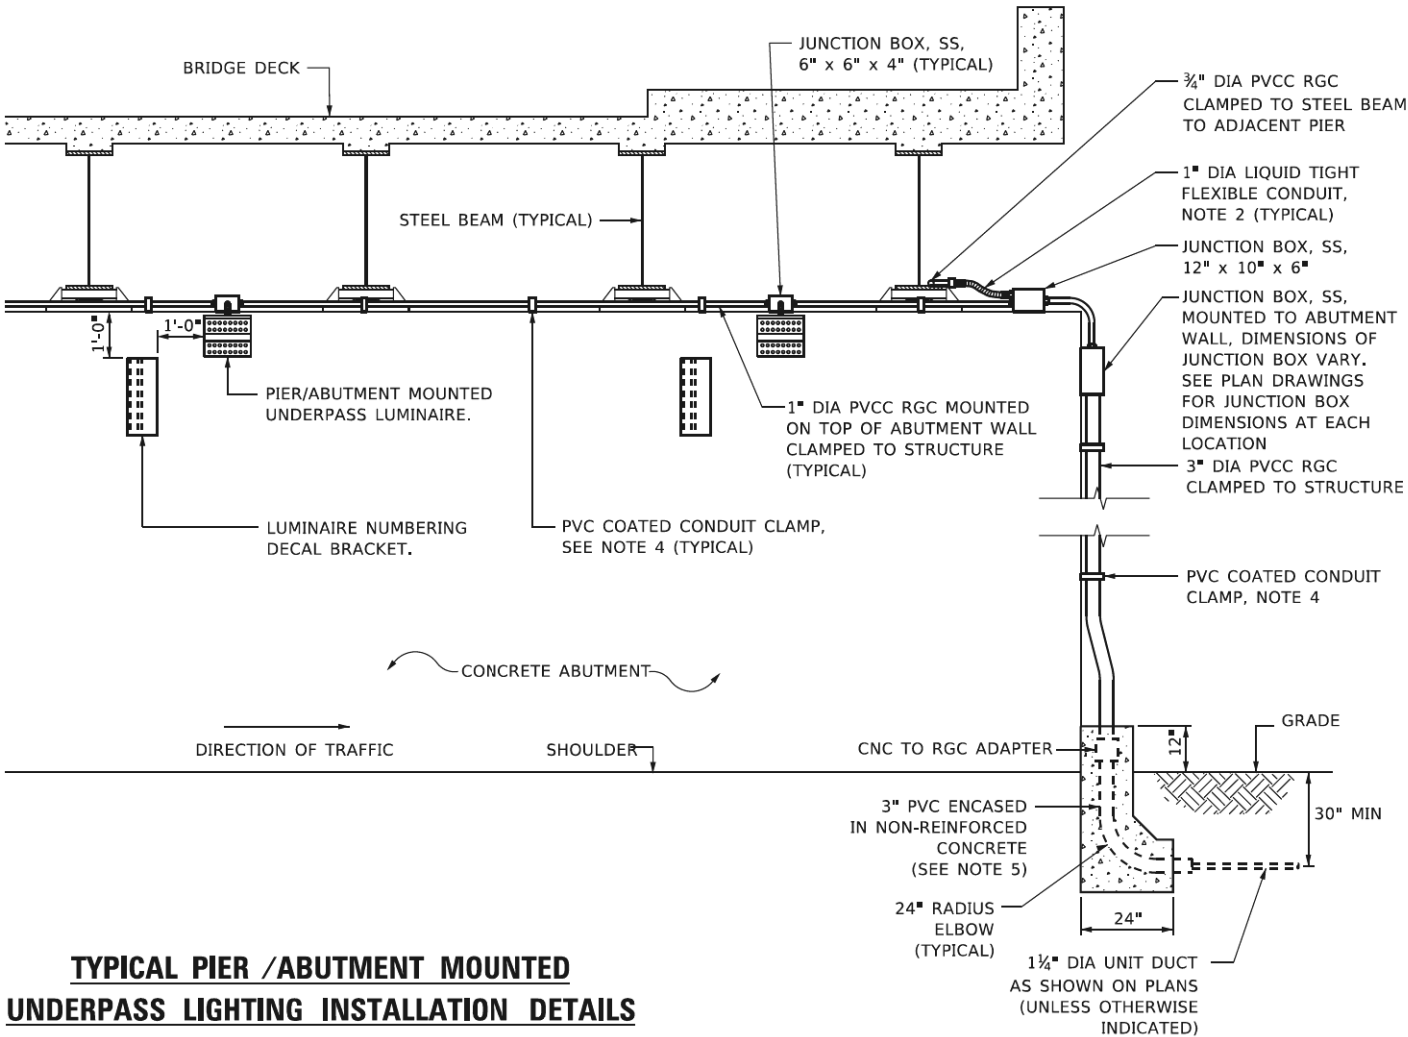 BRIDGE DECK
JUNCTION BOX, SS,
6" x 6" x 4" (TYPICAL)
¾" DIA PVCC RGC
CLAMPED TO STEEL BEAM
TO ADJACENT PIER
1" DIA LIQUID TIGHT
FLEXIBLE CONDUIT,
NOTE 2 (TYPICAL)
STEEL BEAM (TYPICAL)
JUNCTION BOX, SS,
12" x 10" x 6"
JUNCTION BOX, SS,
MOUNTED TO ABUTMENT
WALL, DIMENSIONS OF
JUNCTION BOX VARY.
SEE PLAN DRAWINGS
FOR JUNCTION BOX
DIMENSIONS AT EACH
LOCATION
1'-0"
1'-0"
PIER/ABUTMENT MOUNTED
UNDERPASS LUMINAIRE.
1" DIA PVCC RGC MOUNTED
ON TOP OF ABUTMENT WALL
CLAMPED TO STRUCTURE
(TYPICAL)
3" DIA PVCC RGC
CLAMPED TO STRUCTURE
LUMINAIRE NUMBERING
DECAL BRACKET.
PVC COATED CONDUIT CLAMP,
SEE NOTE 4 (TYPICAL)
PVC COATED CONDUIT
CLAMP, NOTE 4
CONCRETE ABUTMENT
DIRECTION OF TRAFFIC
SHOULDER
CNC TO RGC ADAPTER
12"
GRADE
3" PVC ENCASED
IN NON-REINFORCED
CONCRETE
(SEE NOTE 5)
30" MIN
24" RADIUS
ELBOW
(TYPICAL)
24"
1¼" DIA UNIT DUCT
AS SHOWN ON PLANS
(UNLESS OTHERWISE
INDICATED)
TYPICAL PIER /ABUTMENT MOUNTED
UNDERPASS LIGHTING INSTALLATION DETAILS